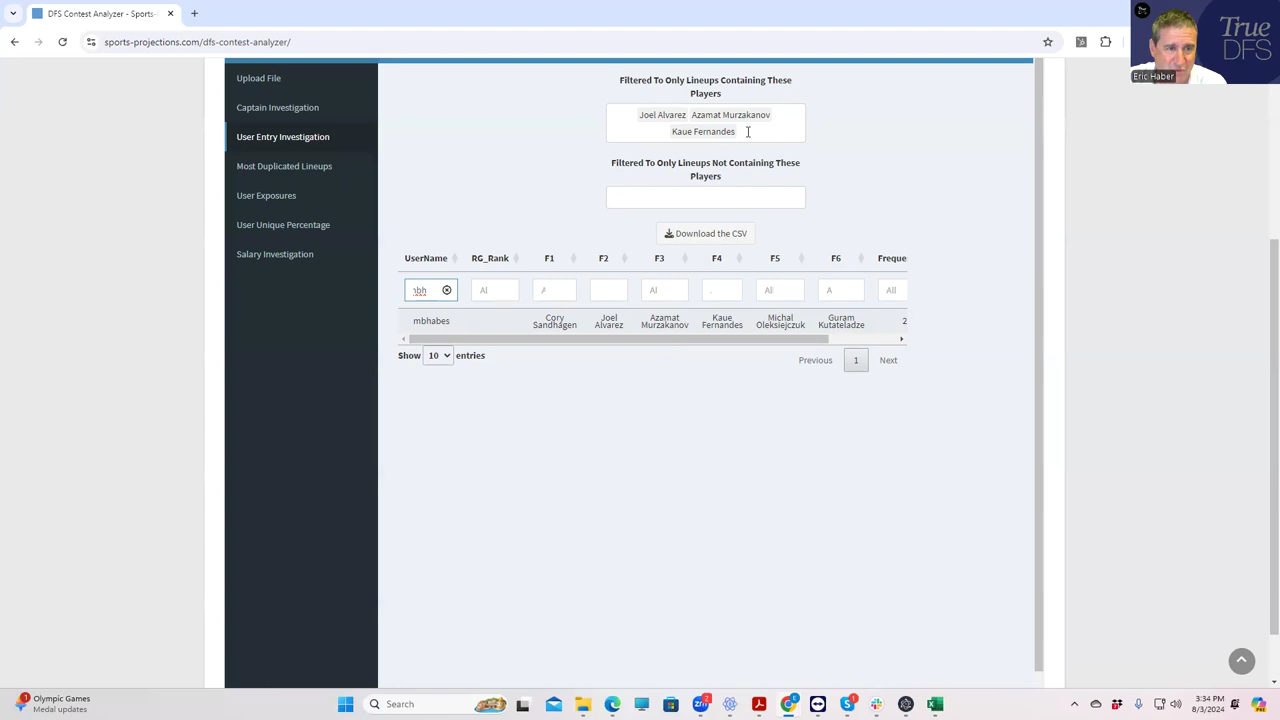 DFS Contest Analyzer - Sports-
sports-projections.com/dfs-contest-analyzer/
True
DFS
Eric Haber
Upload File
Captain Investigation
User Entry Investigation
Most Duplicated Lineups
User Exposures
User Unique Percentage
Salary Investigation
Filtered To Only Lineups Containing These
Players
Joel Alvarez Azamat Murzakanov
Kaue Fernandes
Filtered To Only Lineups Not Containing These
Players
Download the CSV
UserName RG_Rank F1 F2 F3 F4 F5 F6 Freque
Al Al All A All
mbhabes Cory Sandhagen Joel Alvarez Azamat Murzakanov Kaue Fernandes Michal Oleksiejczuk Guram Kutateladze 2
Show 10 entries
Previous 1 Next
Olympic Games
Medal updates
Search
3:34 PM
8/3/2024